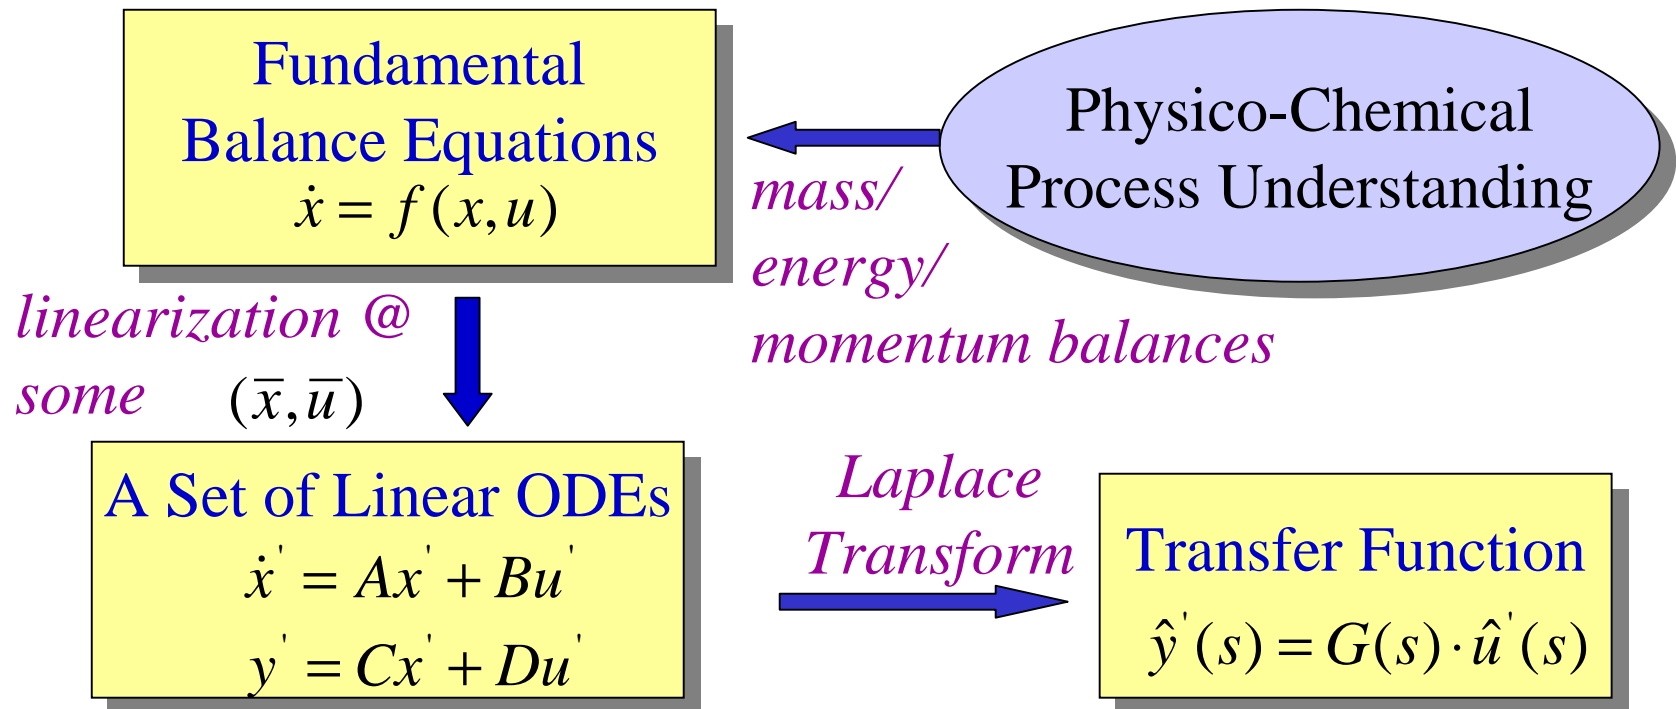 Fundamental
Balance Equations
ẋ = f(x,u)
Physico-Chemical
Process Understanding
mass/
energy/
momentum balances
linearization @
some (x̅,u̅)
A Set of Linear ODEs
ẋ' = Ax' + Bu'
y' = Cx' + Du'
Laplace
Transform
Transfer Function
ŷ'(s) = G(s)·û'(s)